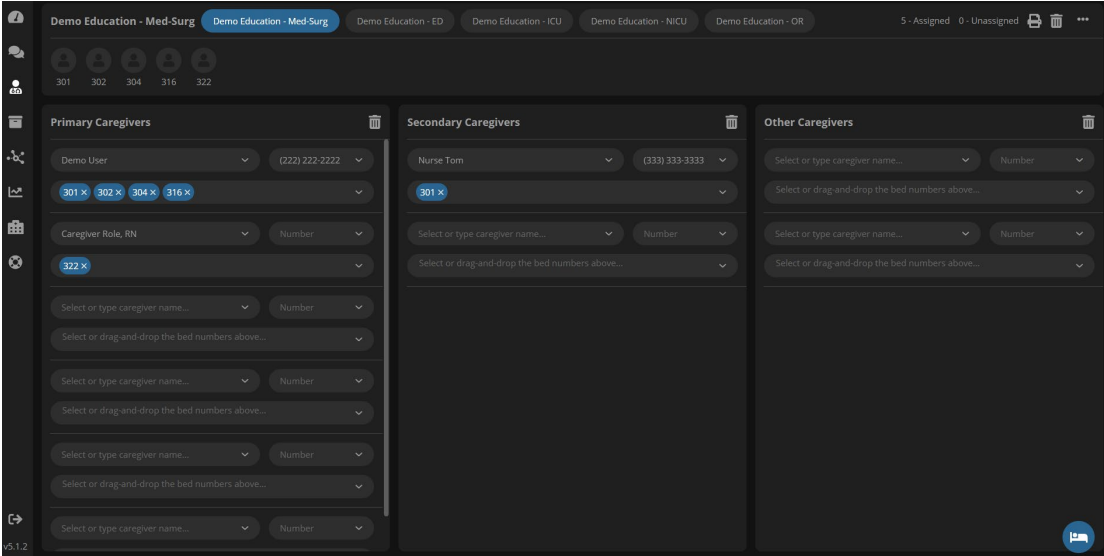 Demo Education - Med-Surg
Demo Education - Med-Surg
Demo Education - ED
Demo Education - ICU
Demo Education - NICU
Demo Education - OR
5 - Assigned 0 - Unassigned
301 302 304 316 322
Primary Caregivers
Demo User
(222) 222-2222
301 × 302 × 304 × 316 ×
Caregiver Role, RN
Number
322 ×
Select or type caregiver name...
Number
Select or drag-and-drop the bed numbers above...
Select or type caregiver name...
Number
Select or drag-and-drop the bed numbers above...
Select or type caregiver name...
Number
Select or drag-and-drop the bed numbers above...
Select or type caregiver name...
Number
Secondary Caregivers
Nurse Tom
(333) 333-3333
301 ×
Select or type caregiver name...
Number
Select or drag-and-drop the bed numbers above...
Other Caregivers
Select or type caregiver name...
Number
Select or drag-and-drop the bed numbers above...
Select or type caregiver name...
Number
Select or drag-and-drop the bed numbers above...
v5.1.2